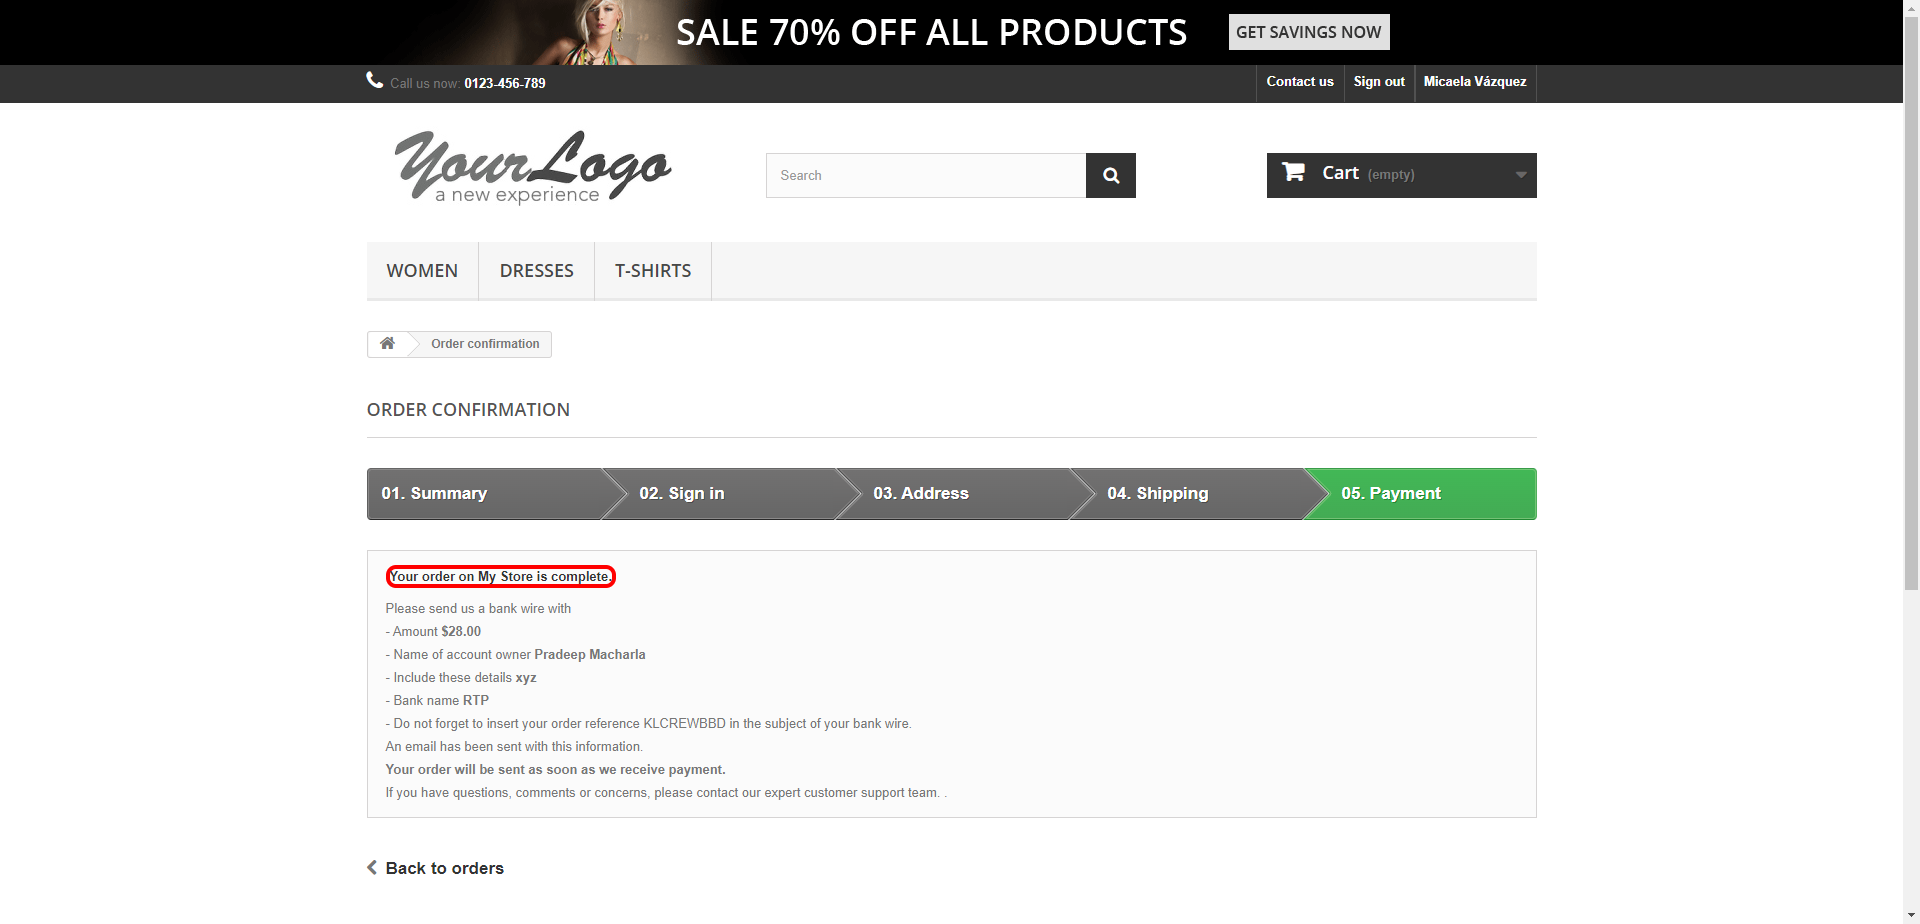 SALE 70% OFF ALL PRODUCTS GET SAVINGS NOW
Call us now: 0123-456-789 Contact us Sign out Micaela Vázquez
YourLogo
a new experience
Search
Cart (empty)
WOMEN DRESSES T-SHIRTS
Order confirmation
ORDER CONFIRMATION
01. Summary 02. Sign in 03. Address 04. Shipping 05. Payment
Your order on My Store is complete.
Please send us a bank wire with
- Amount $28.00
- Name of account owner Pradeep Macharla
- Include these details xyz
- Bank name RTP
- Do not forget to insert your order reference KLCREWBBD in the subject of your bank wire.
An email has been sent with this information.
Your order will be sent as soon as we receive payment.
If you have questions, comments or concerns, please contact our expert customer support team. .
Back to orders